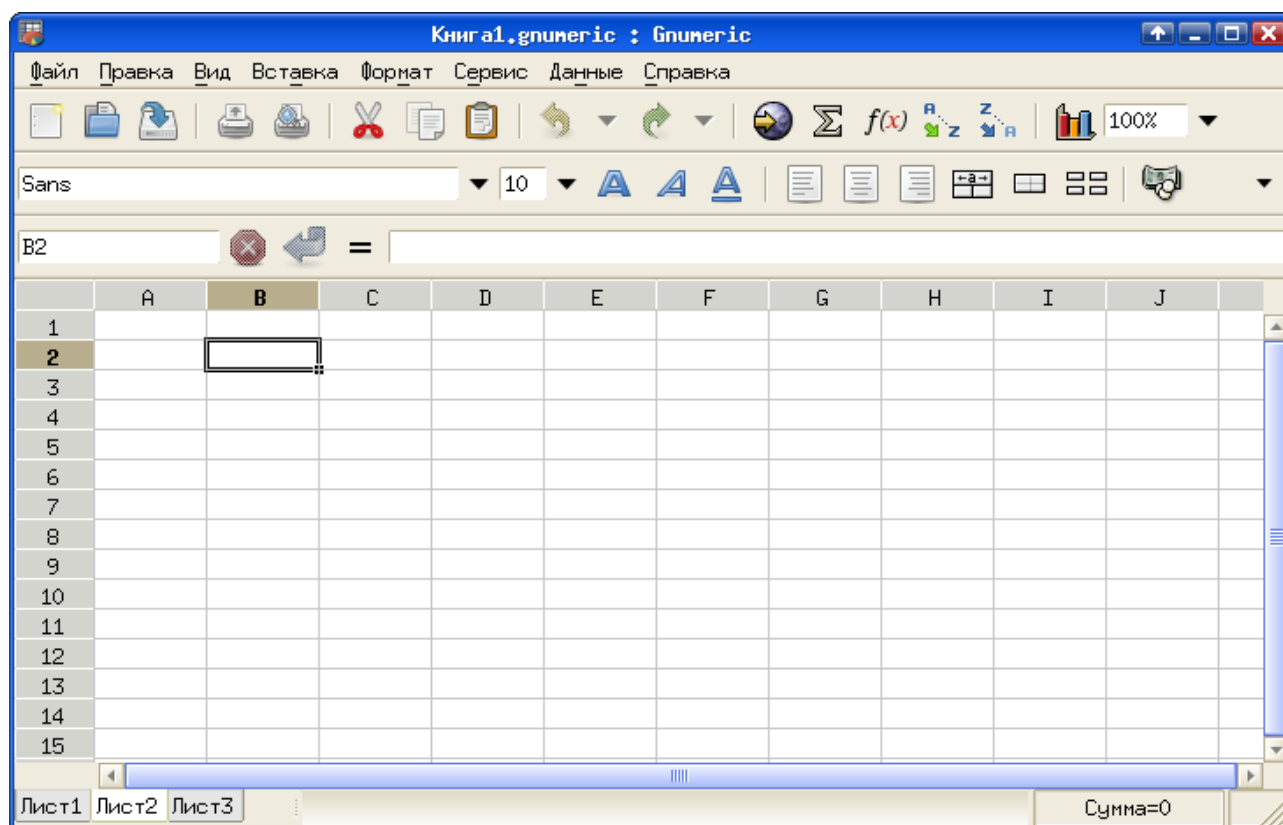 Книга1.gnumeric : Gnumeric
Файл Правка Вид Вставка Формат Сервис Данные Справка
f(x) A Z Z A 100%
Sans 10 A A A a
B2 =
A B C D E F G H I J
1
2
3
4
5
6
7
8
9
10
11
12
13
14
15
Лист1 Лист2 Лист3 Сумма=0